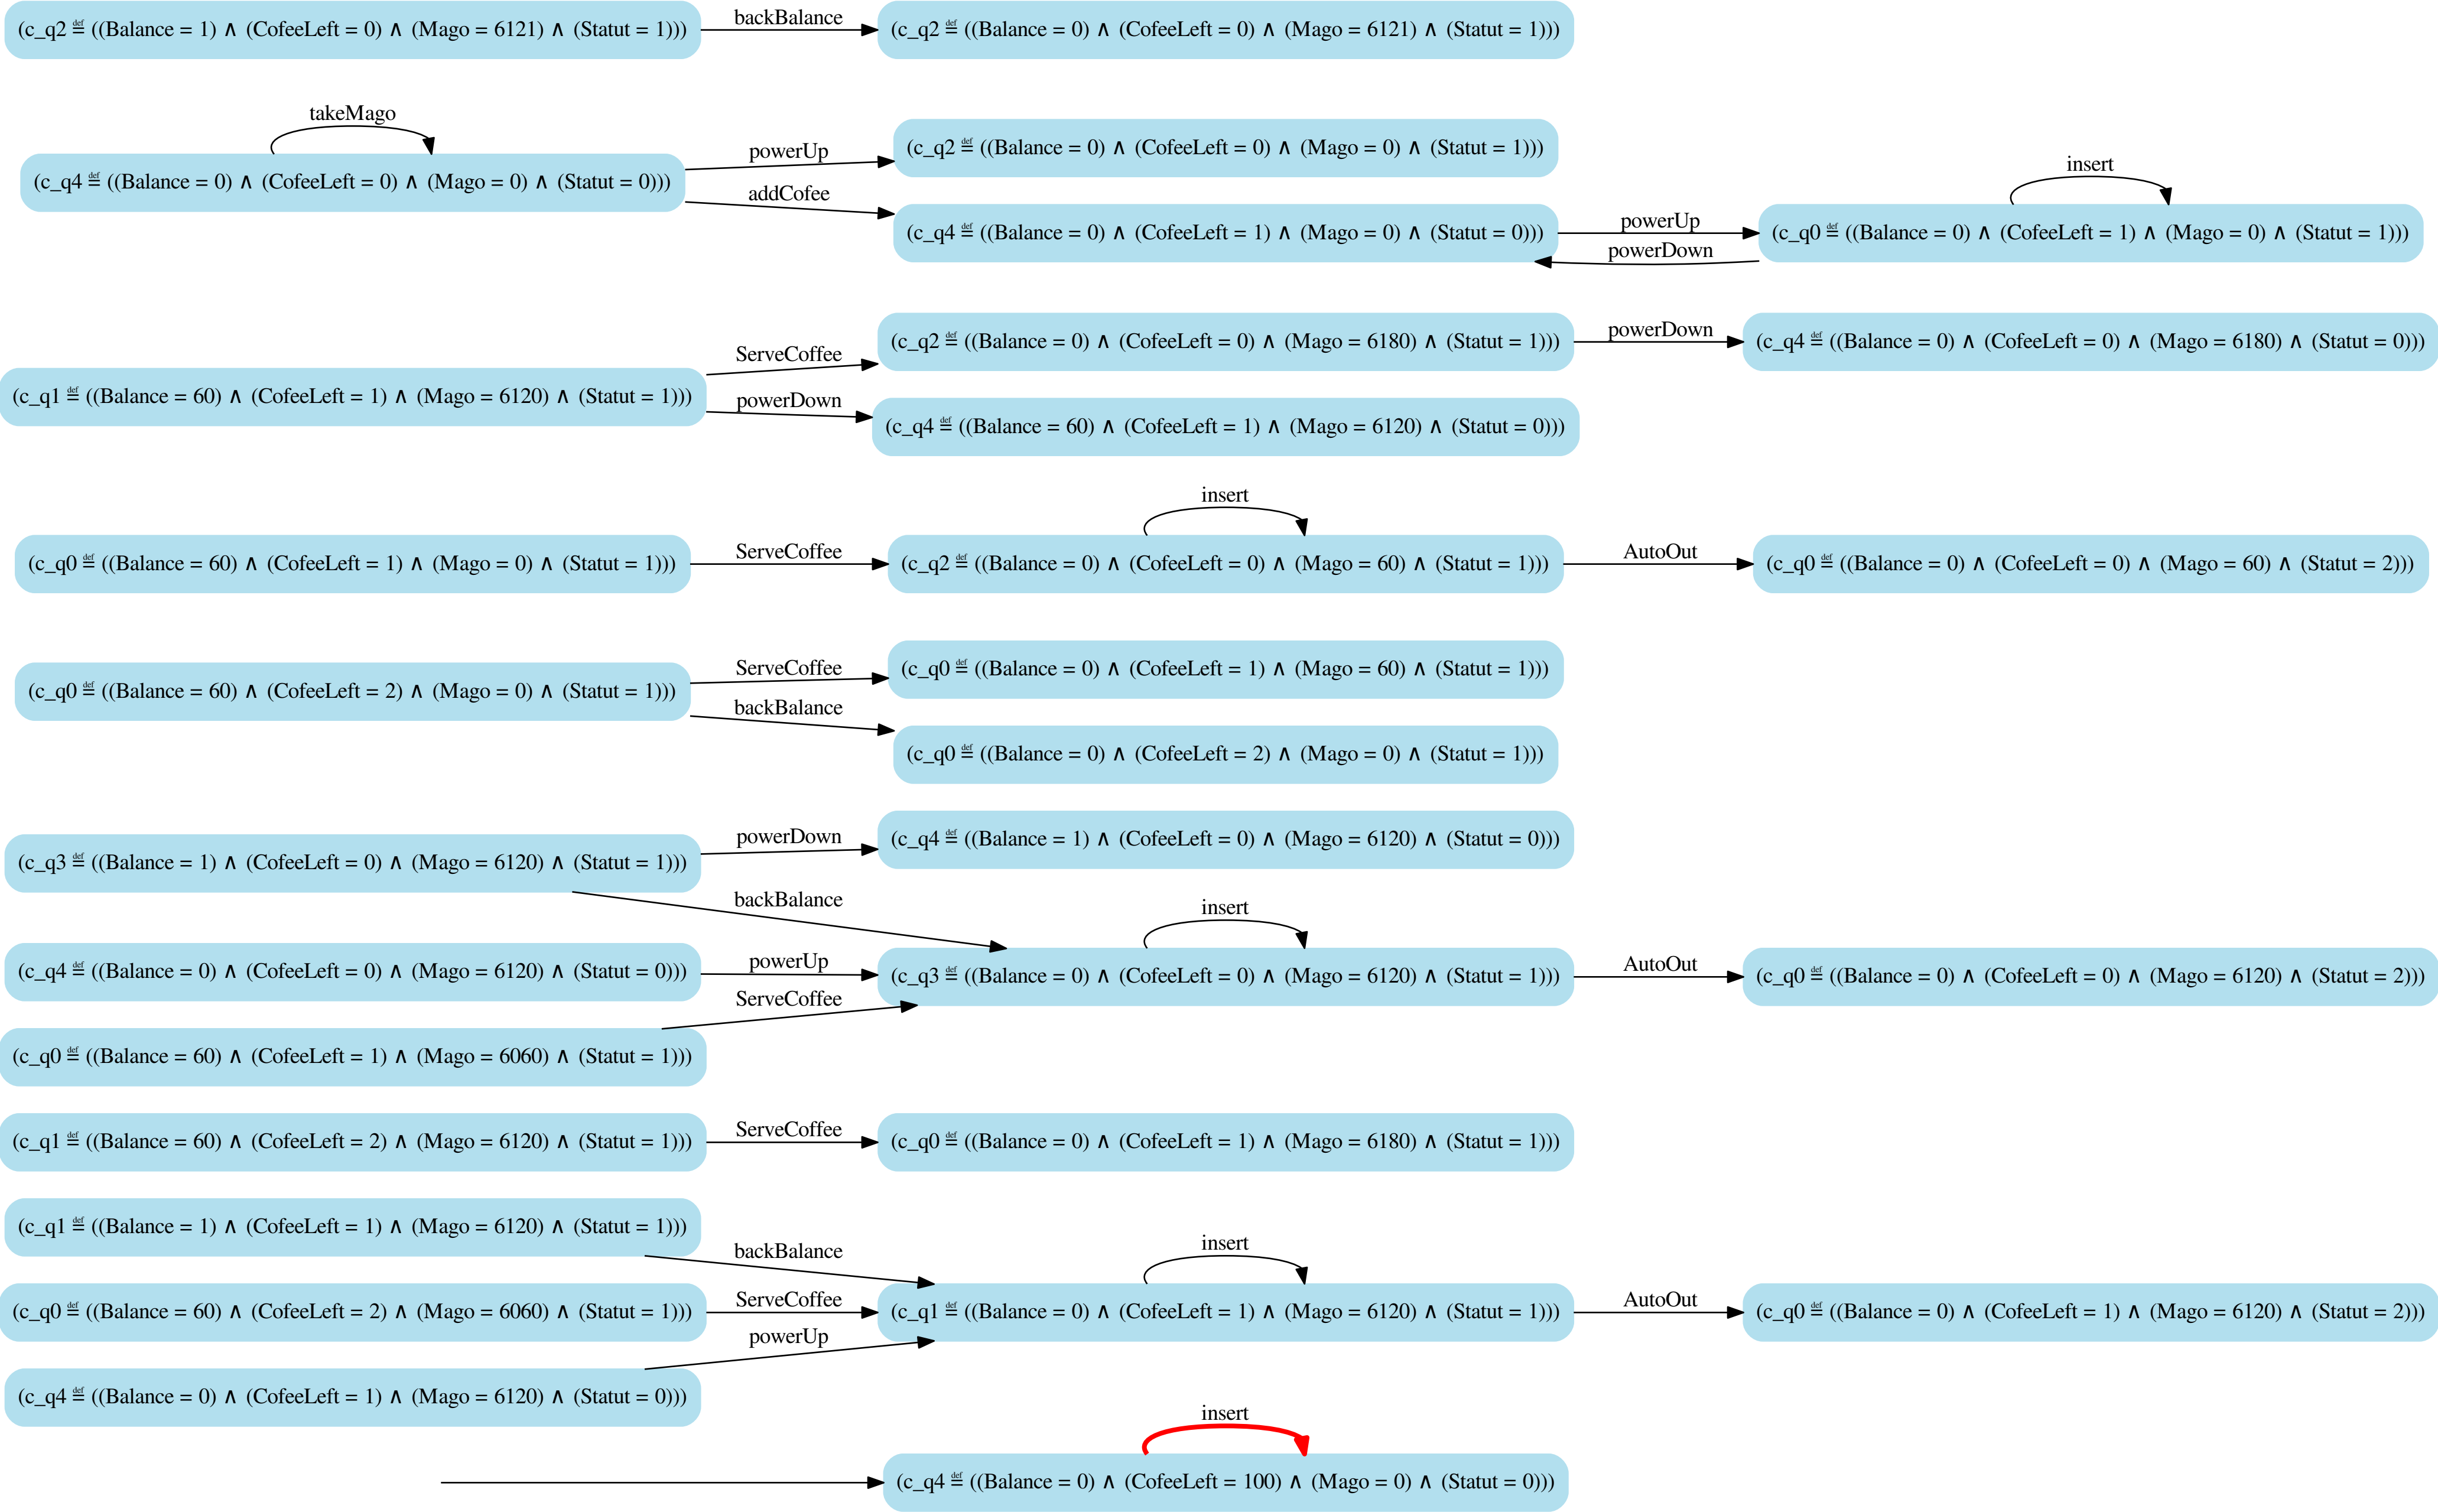 backBalance
(c_q2 ≝ ((Balance = 1) ∧ (CofeeLeft = 0) ∧ (Mago = 6121) ∧ (Statut = 1)))
(c_q2 ≝ ((Balance = 0) ∧ (CofeeLeft = 0) ∧ (Mago = 6121) ∧ (Statut = 1)))
takeMago
(c_q4 ≝ ((Balance = 0) ∧ (CofeeLeft = 0) ∧ (Mago = 0) ∧ (Statut = 0)))
powerUp
(c_q2 ≝ ((Balance = 0) ∧ (CofeeLeft = 0) ∧ (Mago = 0) ∧ (Statut = 1)))
addCofee
(c_q4 ≝ ((Balance = 0) ∧ (CofeeLeft = 1) ∧ (Mago = 0) ∧ (Statut = 0)))
powerUp
powerDown
insert
(c_q0 ≝ ((Balance = 0) ∧ (CofeeLeft = 1) ∧ (Mago = 0) ∧ (Statut = 1)))
(c_q1 ≝ ((Balance = 60) ∧ (CofeeLeft = 1) ∧ (Mago = 6120) ∧ (Statut = 1)))
ServeCoffee
(c_q2 ≝ ((Balance = 0) ∧ (CofeeLeft = 0) ∧ (Mago = 6180) ∧ (Statut = 1)))
powerDown
(c_q4 ≝ ((Balance = 0) ∧ (CofeeLeft = 0) ∧ (Mago = 6180) ∧ (Statut = 0)))
powerDown
(c_q4 ≝ ((Balance = 60) ∧ (CofeeLeft = 1) ∧ (Mago = 6120) ∧ (Statut = 0)))
(c_q0 ≝ ((Balance = 60) ∧ (CofeeLeft = 1) ∧ (Mago = 0) ∧ (Statut = 1)))
ServeCoffee
insert
(c_q2 ≝ ((Balance = 0) ∧ (CofeeLeft = 0) ∧ (Mago = 60) ∧ (Statut = 1)))
AutoOut
(c_q0 ≝ ((Balance = 0) ∧ (CofeeLeft = 0) ∧ (Mago = 60) ∧ (Statut = 2)))
(c_q0 ≝ ((Balance = 60) ∧ (CofeeLeft = 2) ∧ (Mago = 0) ∧ (Statut = 1)))
ServeCoffee
(c_q0 ≝ ((Balance = 0) ∧ (CofeeLeft = 1) ∧ (Mago = 60) ∧ (Statut = 1)))
backBalance
(c_q0 ≝ ((Balance = 0) ∧ (CofeeLeft = 2) ∧ (Mago = 0) ∧ (Statut = 1)))
(c_q3 ≝ ((Balance = 1) ∧ (CofeeLeft = 0) ∧ (Mago = 6120) ∧ (Statut = 1)))
powerDown
(c_q4 ≝ ((Balance = 1) ∧ (CofeeLeft = 0) ∧ (Mago = 6120) ∧ (Statut = 0)))
backBalance
insert
(c_q4 ≝ ((Balance = 0) ∧ (CofeeLeft = 0) ∧ (Mago = 6120) ∧ (Statut = 0)))
powerUp
(c_q3 ≝ ((Balance = 0) ∧ (CofeeLeft = 0) ∧ (Mago = 6120) ∧ (Statut = 1)))
AutoOut
(c_q0 ≝ ((Balance = 0) ∧ (CofeeLeft = 0) ∧ (Mago = 6120) ∧ (Statut = 2)))
ServeCoffee
(c_q0 ≝ ((Balance = 60) ∧ (CofeeLeft = 1) ∧ (Mago = 6060) ∧ (Statut = 1)))
(c_q1 ≝ ((Balance = 60) ∧ (CofeeLeft = 2) ∧ (Mago = 6120) ∧ (Statut = 1)))
ServeCoffee
(c_q0 ≝ ((Balance = 0) ∧ (CofeeLeft = 1) ∧ (Mago = 6180) ∧ (Statut = 1)))
(c_q1 ≝ ((Balance = 1) ∧ (CofeeLeft = 1) ∧ (Mago = 6120) ∧ (Statut = 1)))
backBalance
insert
(c_q0 ≝ ((Balance = 60) ∧ (CofeeLeft = 2) ∧ (Mago = 6060) ∧ (Statut = 1)))
ServeCoffee
(c_q1 ≝ ((Balance = 0) ∧ (CofeeLeft = 1) ∧ (Mago = 6120) ∧ (Statut = 1)))
AutoOut
(c_q0 ≝ ((Balance = 0) ∧ (CofeeLeft = 1) ∧ (Mago = 6120) ∧ (Statut = 2)))
powerUp
(c_q4 ≝ ((Balance = 0) ∧ (CofeeLeft = 1) ∧ (Mago = 6120) ∧ (Statut = 0)))
insert
(c_q4 ≝ ((Balance = 0) ∧ (CofeeLeft = 100) ∧ (Mago = 0) ∧ (Statut = 0)))